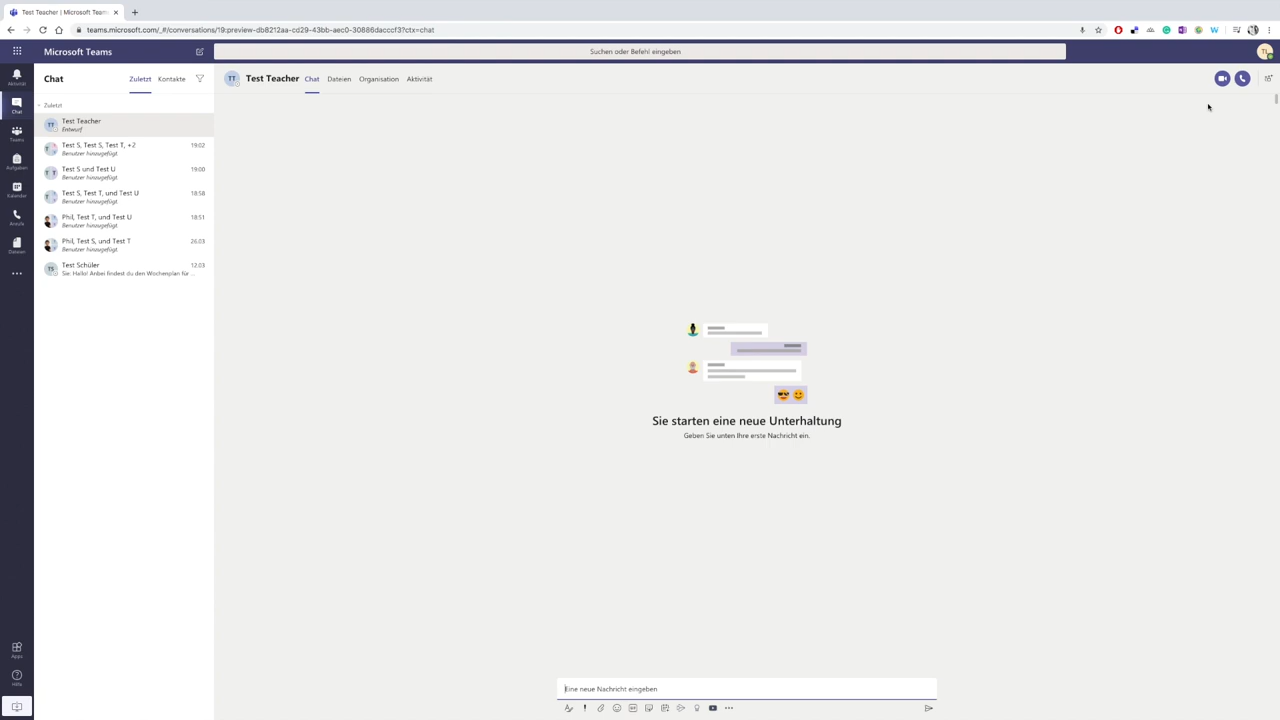 Test Teacher | Microsoft Teams
teams.microsoft.com/_#/conversations/19:preview-db8212aa-cd29-43bb-aec0-30886dacccf3?ctx=chat
Microsoft Teams
Suchen oder Befehl eingeben
TL
Aktivität
Chat
Teams
Aufgaben
Kalender
Anrufe
Dateien
Apps
Hilfe
Chat
Zuletzt
Kontakte
Zuletzt
TT
Test Teacher
Entwurf
Test S, Test S, Test T, +2
19:02
Benutzer hinzugefügt.
Test S und Test U
19:00
Benutzer hinzugefügt.
Test S, Test T, und Test U
18:58
Benutzer hinzugefügt.
Phil, Test T, und Test U
18:51
Benutzer hinzugefügt.
Phil, Test S, und Test T
26.03
Benutzer hinzugefügt.
TS
Test Schüler
12.03
Sie: Hallo! Anbei findest du den Wochenplan für ...
TT
Test Teacher
Chat
Dateien
Organisation
Aktivität
Sie starten eine neue Unterhaltung
Geben Sie unten Ihre erste Nachricht ein.
Eine neue Nachricht eingeben